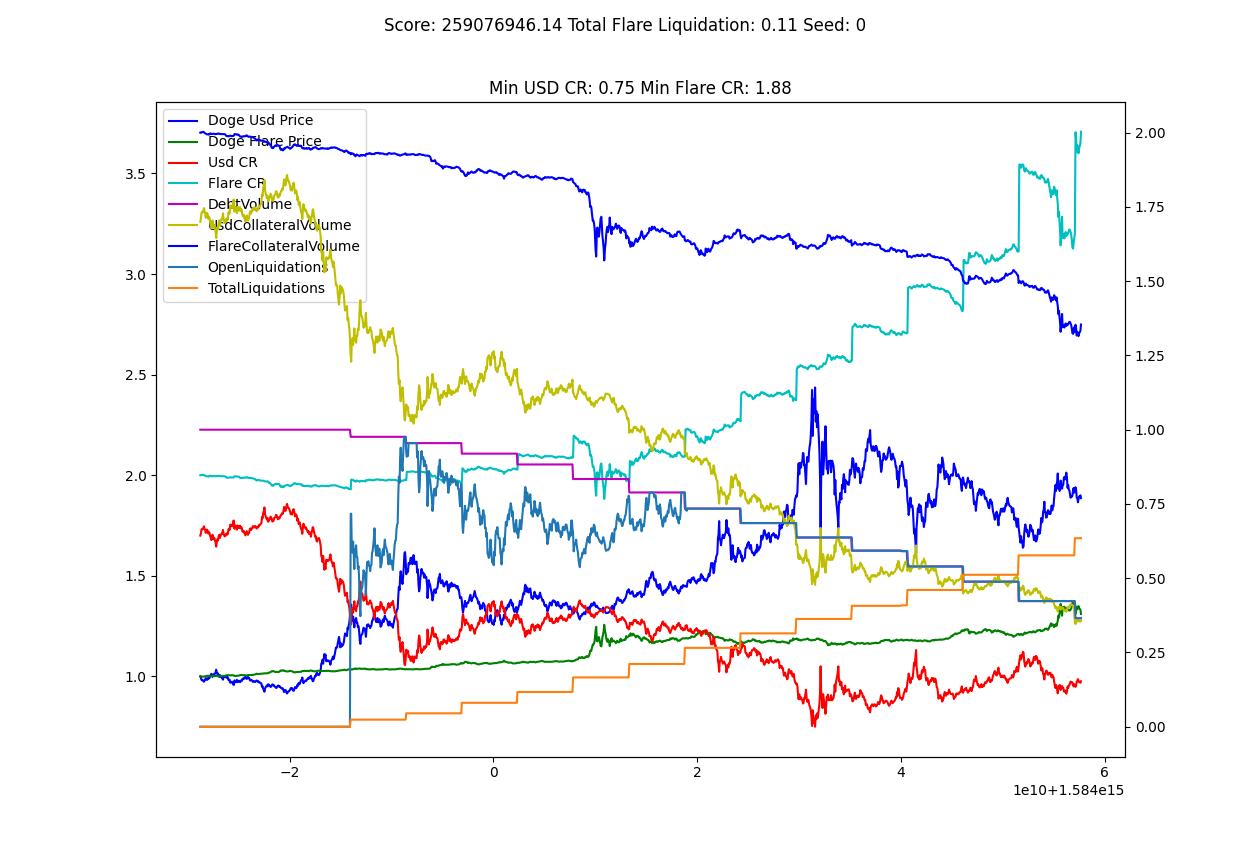 Score: 259076946.14 Total Flare Liquidation: 0.11 Seed: 0
Min USD CR: 0.75 Min Flare CR: 1.88
Doge Usd Price
Doge Flare Price
Usd CR
Flare CR
DebtVolume
UsdCollateralVolume
FlareCollateralVolume
OpenLiquidations
TotalLiquidations
3.5
3.0
2.5
2.0
1.5
1.0
2.00
1.75
1.50
1.25
1.00
0.75
0.50
0.25
0.00
−2
0
2
4
6
1e10+1.584e15